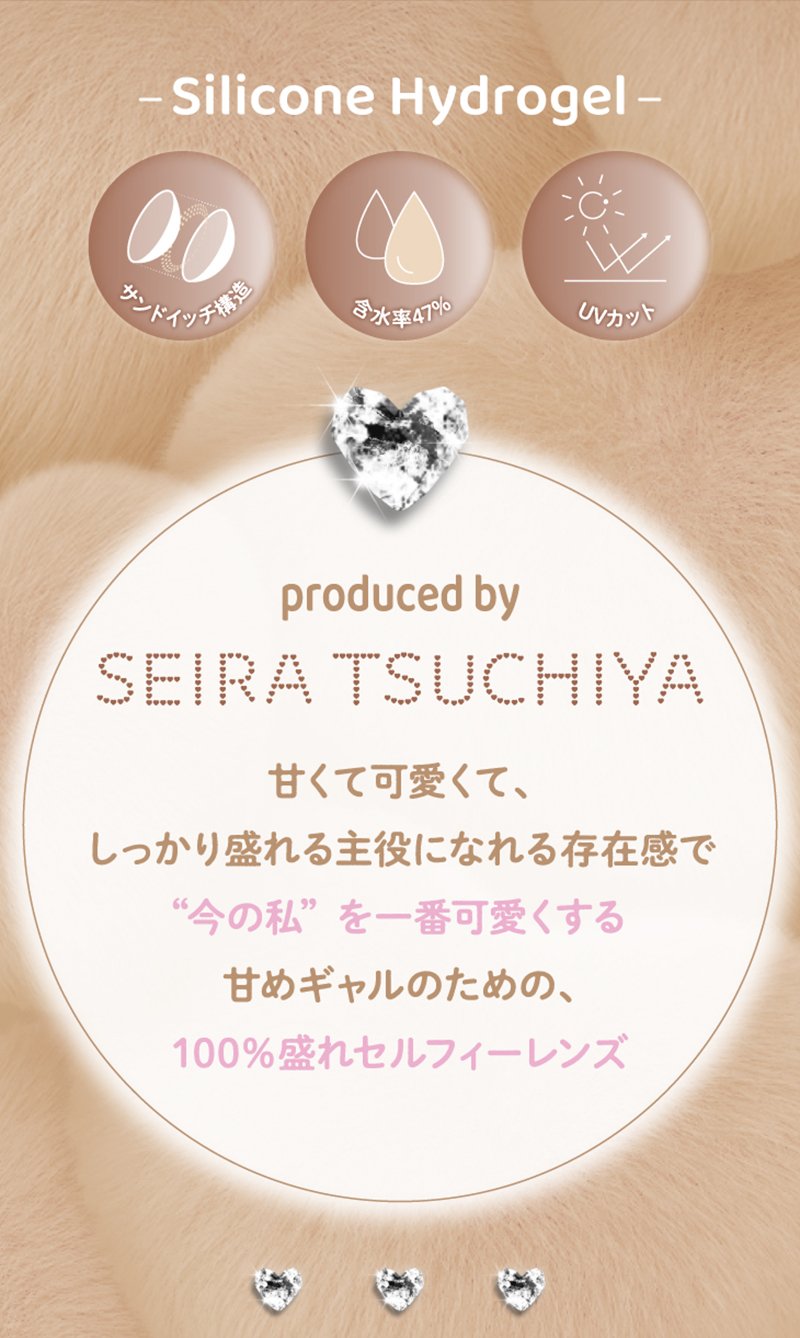 – Silicone Hydrogel –
サンドイッチ構造
含水率47%
UVカット
produced by
SEIRA TSUCHIYA
甘くて可愛くて、
しっかり盛れる主役になれる存在感で
“今の私” を一番可愛くする
甘めギャルのための、
100%盛れセルフィーレンズ